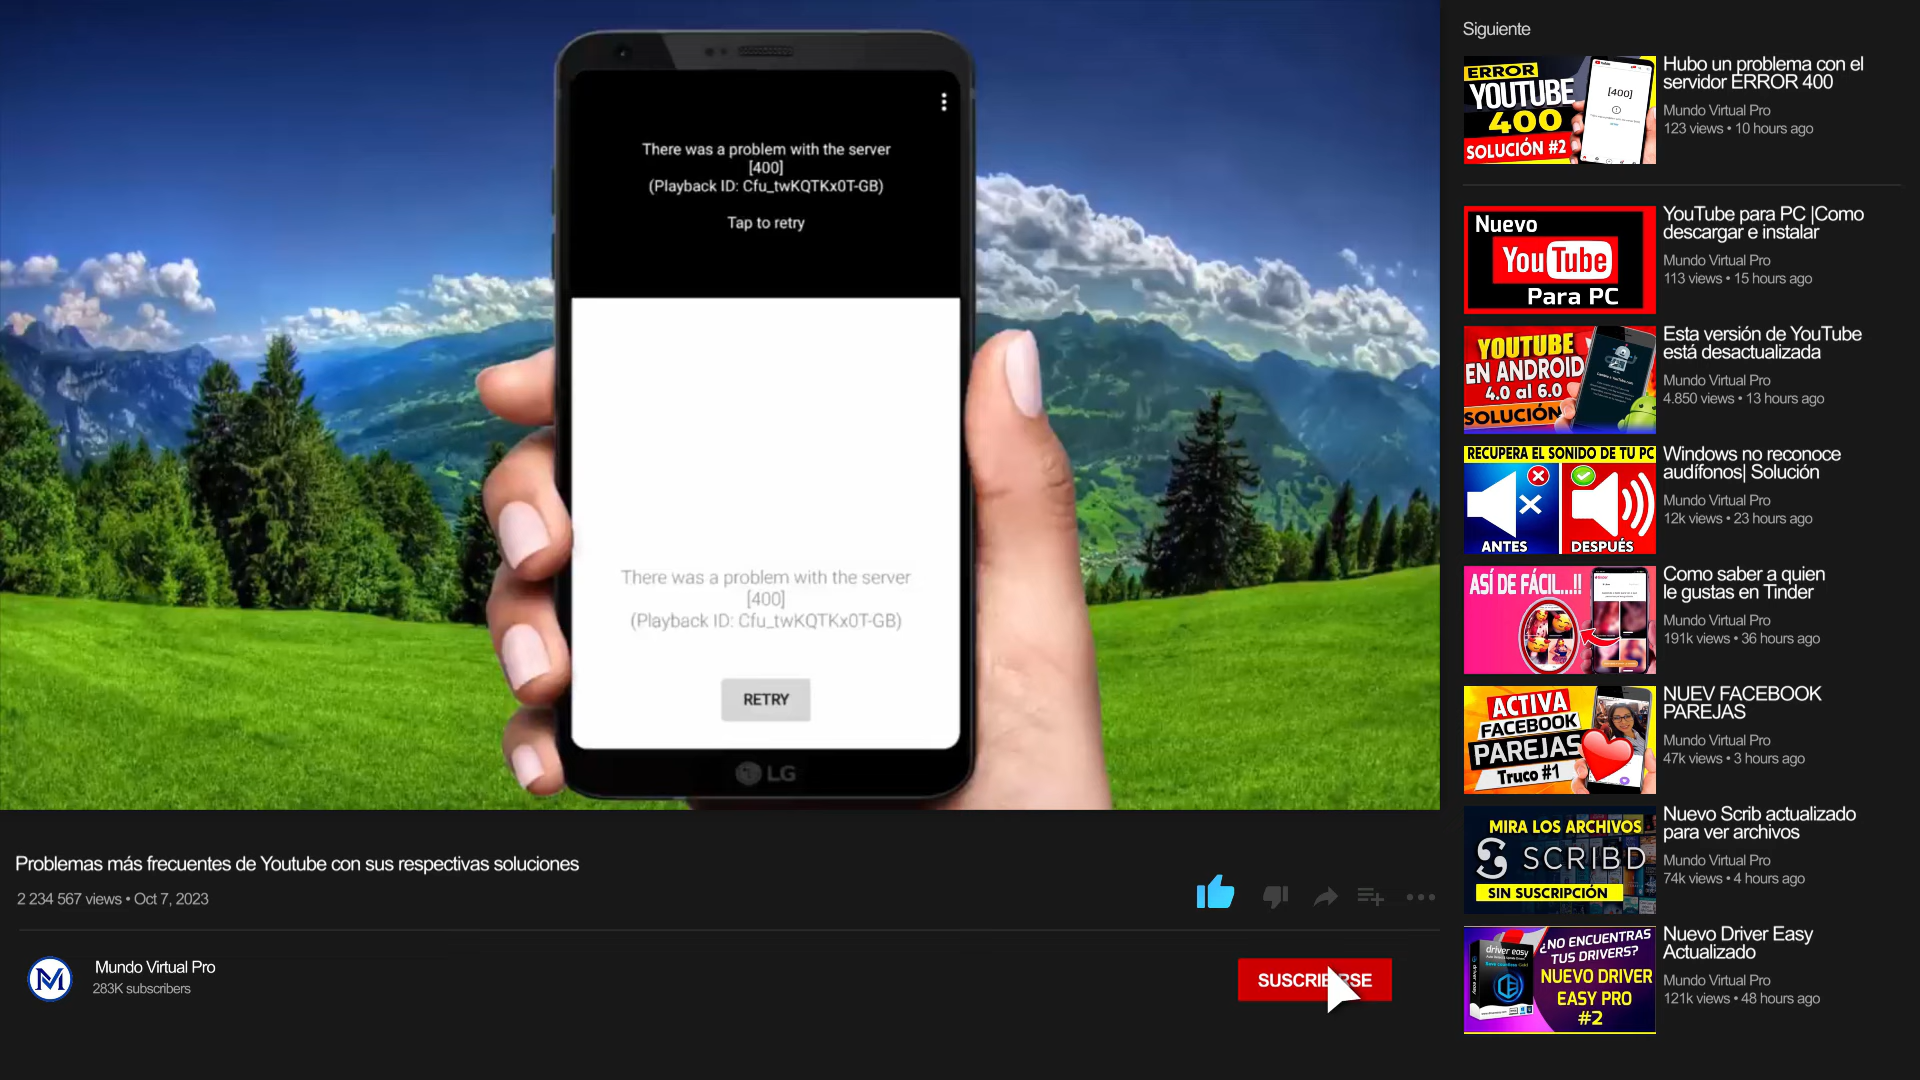 There was a problem with the server
[400]
(Playback ID: Cfu_twKQTKx0T-GB)
Tap to retry
There was a problem with the server
[400]
(Playback ID: Cfu_twKQTKx0T-GB)
RETRY
LG
Problemas más frecuentes de Youtube con sus respectivas soluciones
2 234 567 views • Oct 7, 2023
Mundo Virtual Pro
283K subscribers
SUSCRIBIRSE
Siguiente
ERROR
YOUTUBE
400
SOLUCIÓN #2
[400]
Hubo un problema con el
servidor ERROR 400
Mundo Virtual Pro
123 views • 10 hours ago
Nuevo
YouTube
Para PC
YouTube para PC |Como
descargar e instalar
Mundo Virtual Pro
113 views • 15 hours ago
YOUTUBE
EN ANDROID
4.0 al 6.0
SOLUCIÓN
Esta versión de YouTube
está desactualizada
Mundo Virtual Pro
4.850 views • 13 hours ago
RECUPERA EL SONIDO DE TU PC
ANTES
DESPUÉS
Windows no reconoce
audífonos| Solución
Mundo Virtual Pro
12k views • 23 hours ago
ASÍ DE FÁCIL...!!
Como saber a quien
le gustas en Tinder
Mundo Virtual Pro
191k views • 36 hours ago
ACTIVA
FACEBOOK
PAREJAS
Truco #1
NUEV FACEBOOK
PAREJAS
Mundo Virtual Pro
47k views • 3 hours ago
MIRA LOS ARCHIVOS
SCRIBD
SIN SUSCRIPCIÓN
Nuevo Scrib actualizado
para ver archivos
Mundo Virtual Pro
74k views • 4 hours ago
driver easy
¿NO ENCUENTRAS
TUS DRIVERS?
NUEVO DRIVER
EASY PRO
#2
Nuevo Driver Easy
Actualizado
Mundo Virtual Pro
121k views • 48 hours ago